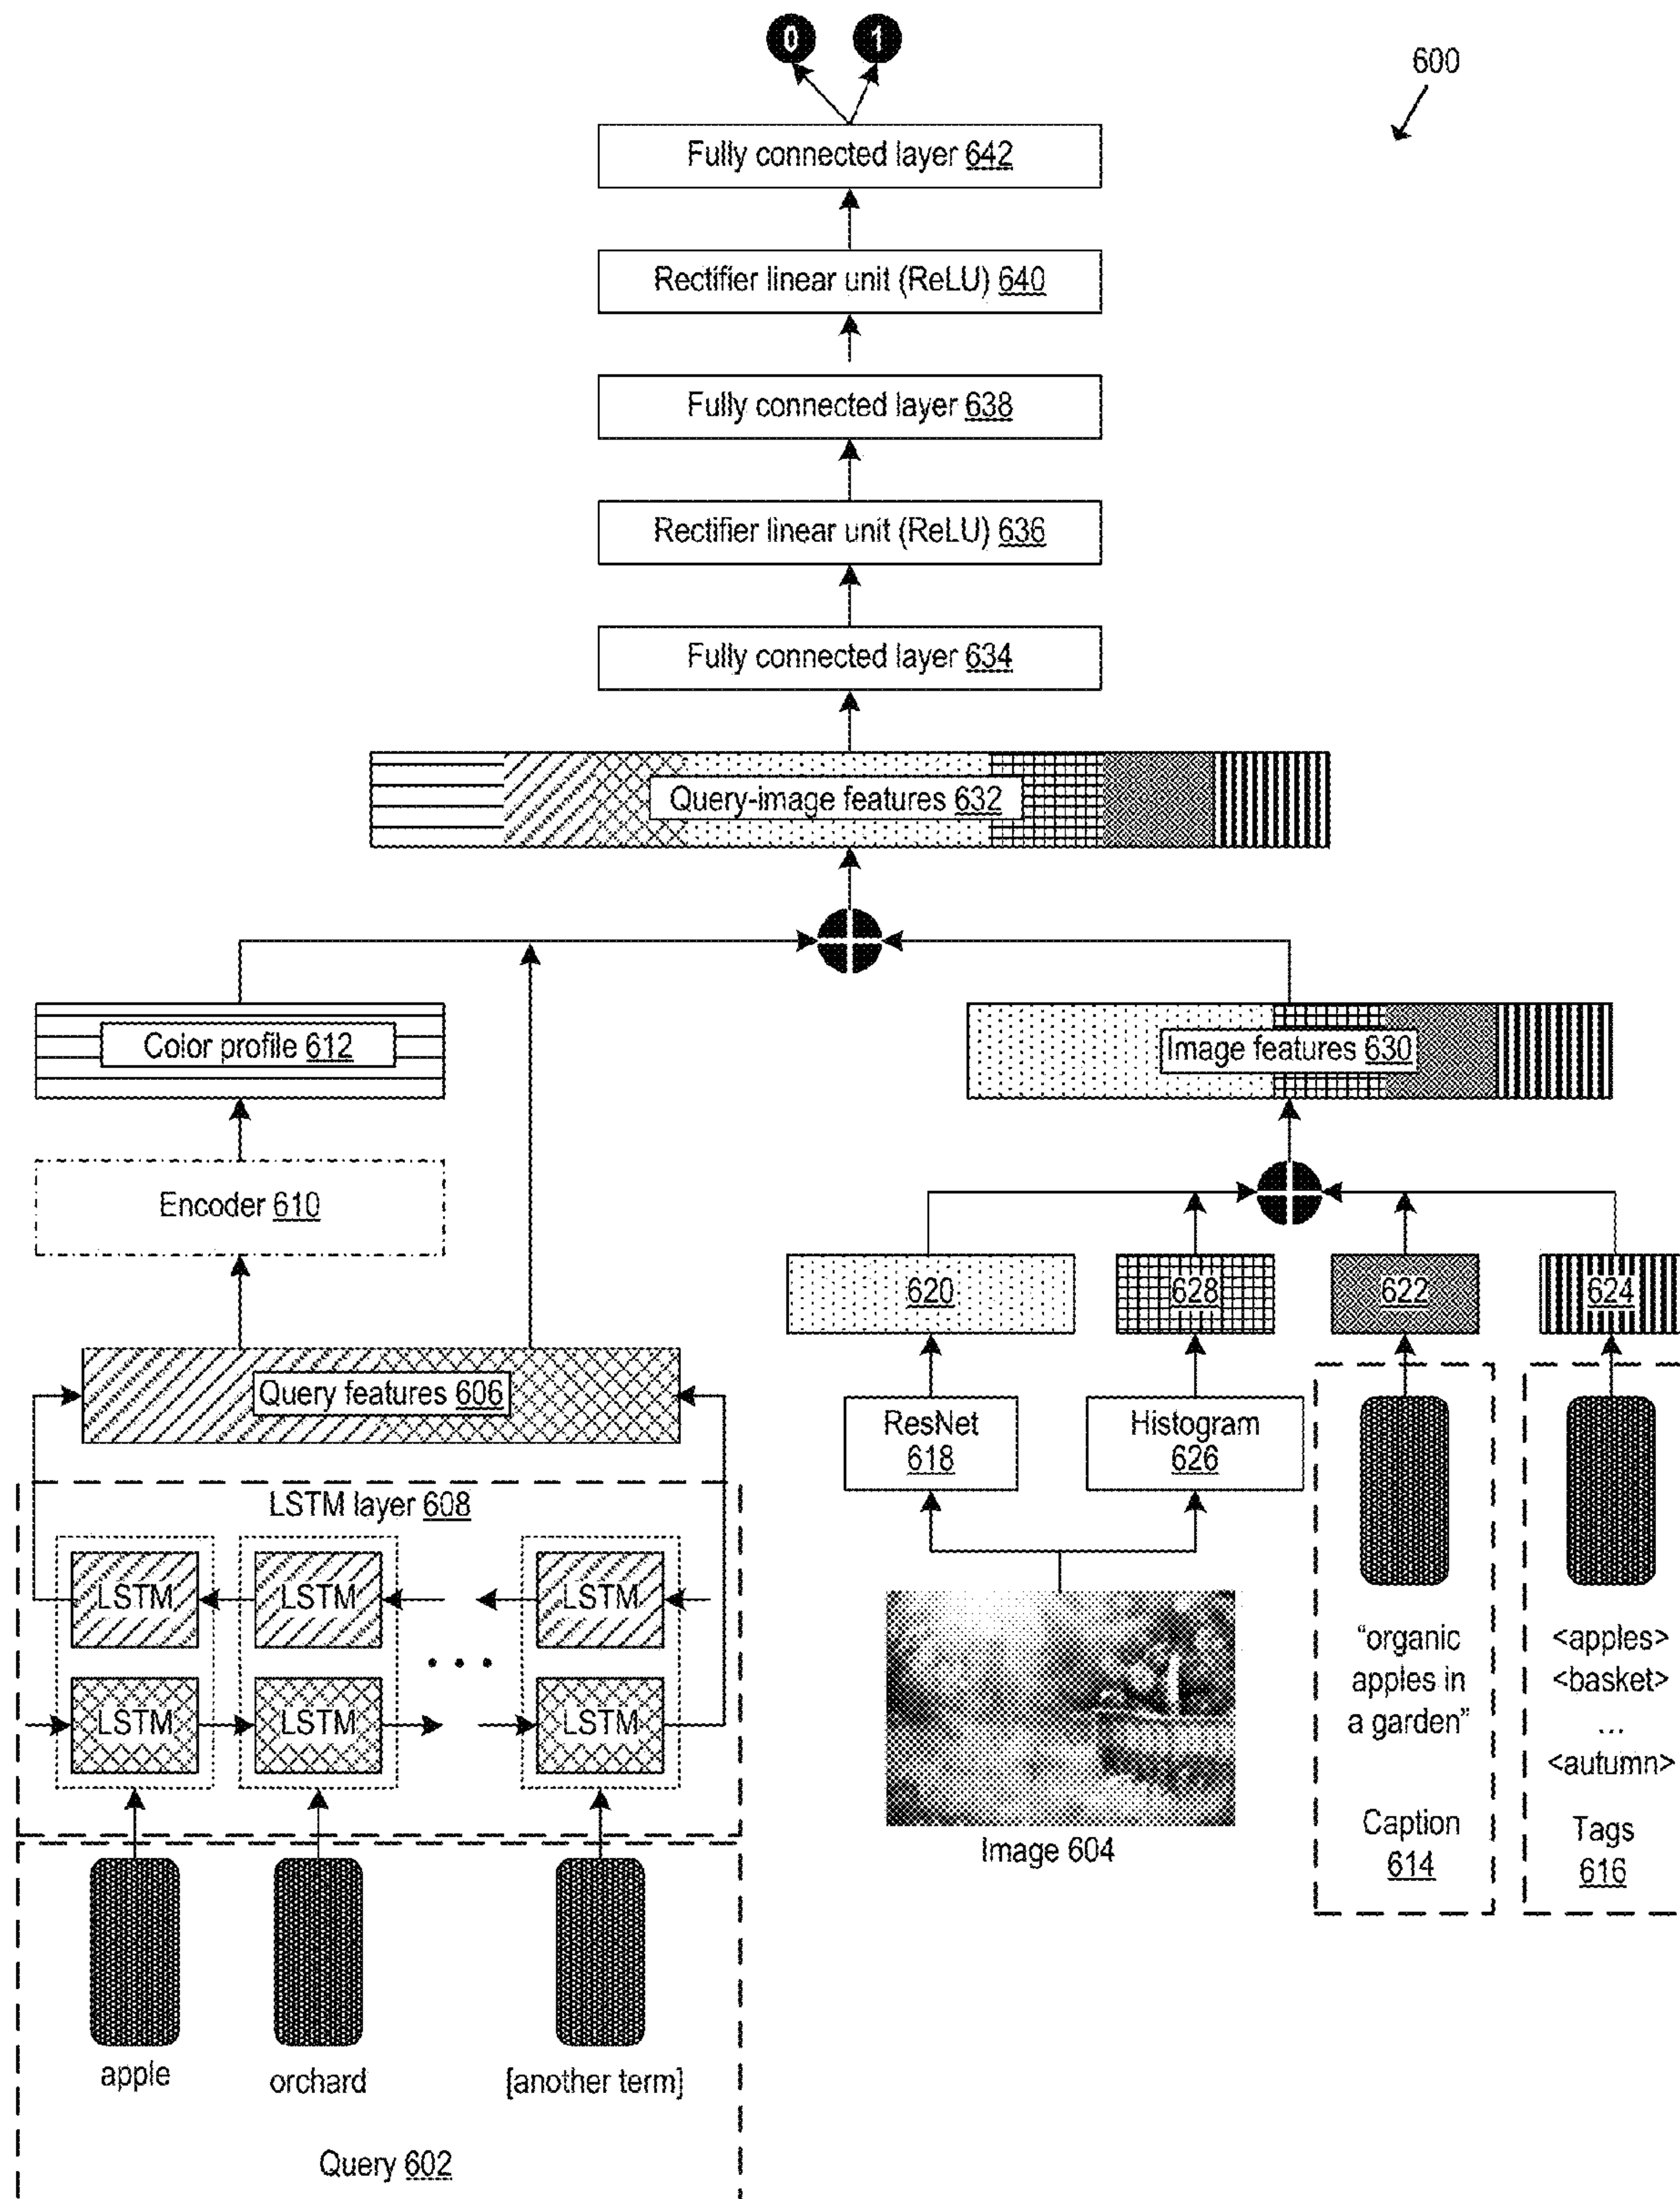 0 1
600
Fully connected layer 642
Rectifier linear unit (ReLU) 640
Fully connected layer 638
Rectifier linear unit (ReLU) 636
Fully connected layer 634
Query-image features 632
Color profile 612
Image features 630
Encoder 610
620
628
622
624
Query features 606
ResNet
618
Histogram
626
LSTM layer 608
LSTM LSTM LSTM
LSTM LSTM LSTM
. . .
Image 604
“organic
apples in
a garden”
Caption
614
<apples>
<basket>
...
<autumn>
Tags
616
apple
orchard
[another term]
Query 602